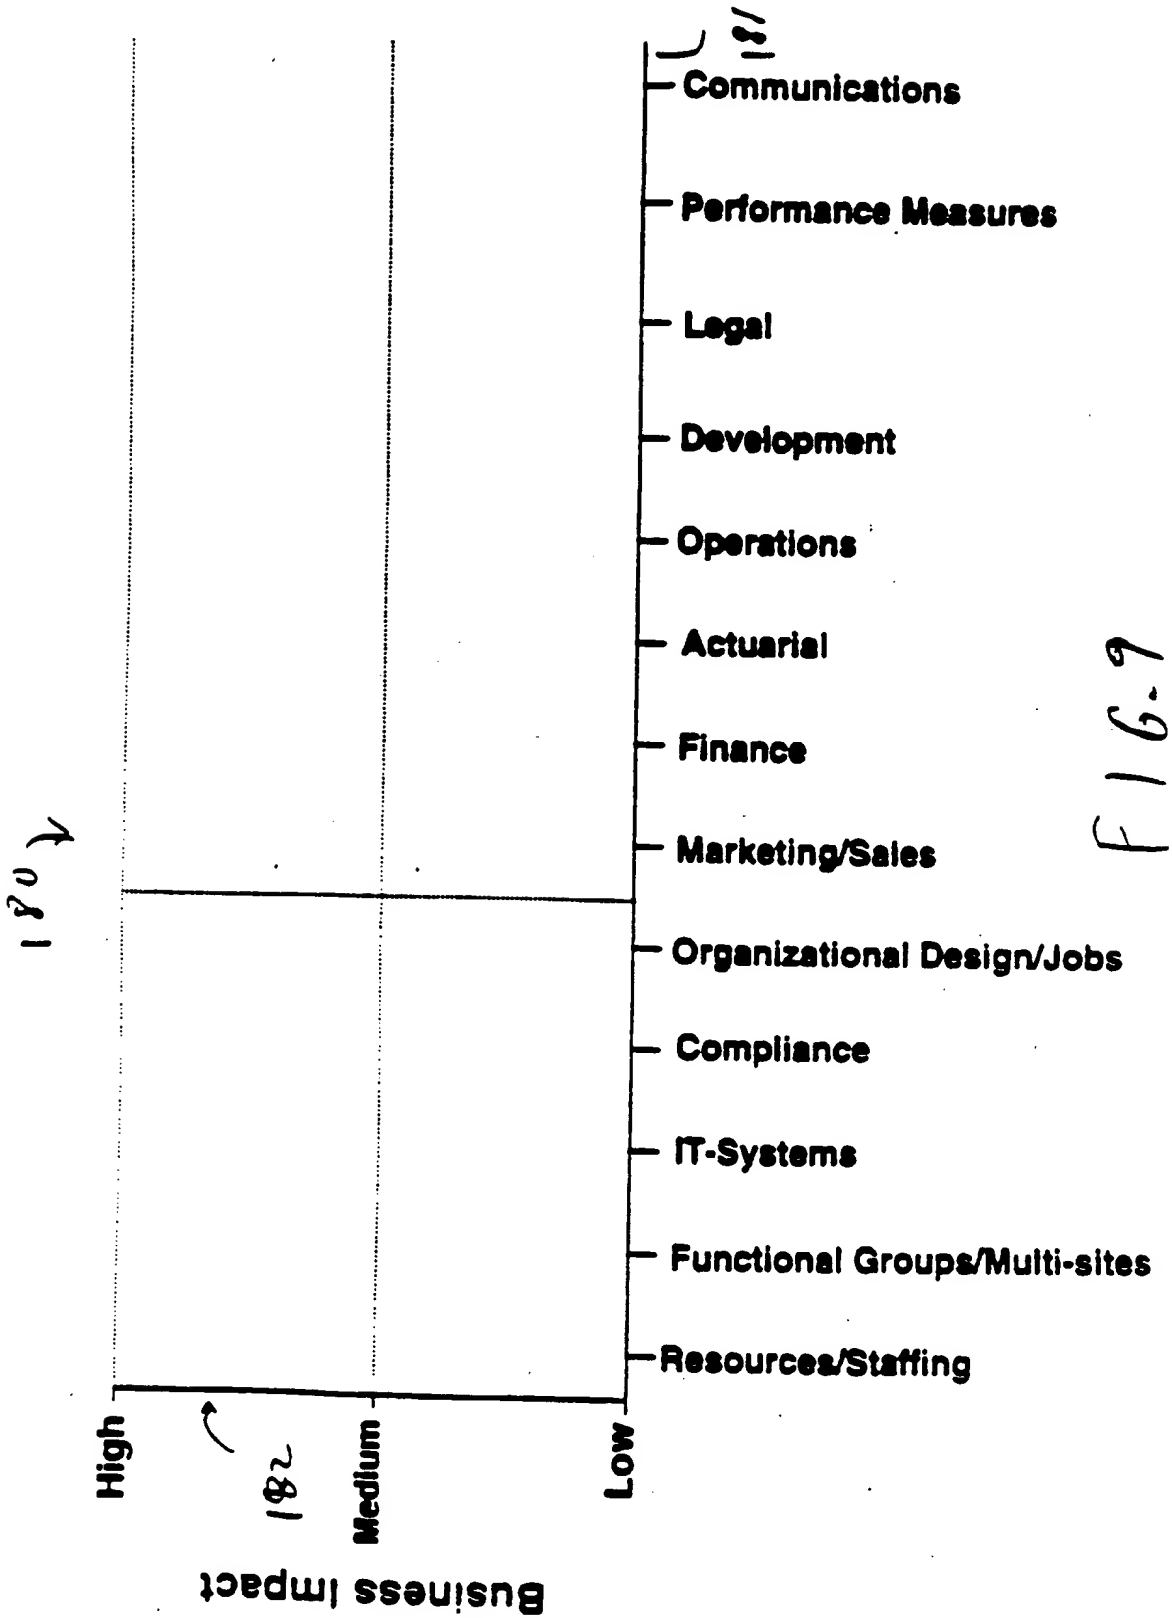 180
High
182
Medium
Low
Business Impact
181
Communications
Performance Measures
Legal
Development
Operations
Actuarial
Finance
Marketing/Sales
Organizational Design/Jobs
Compliance
IT-Systems
Functional Groups/Multi-sites
Resources/Staffing
FIG-9